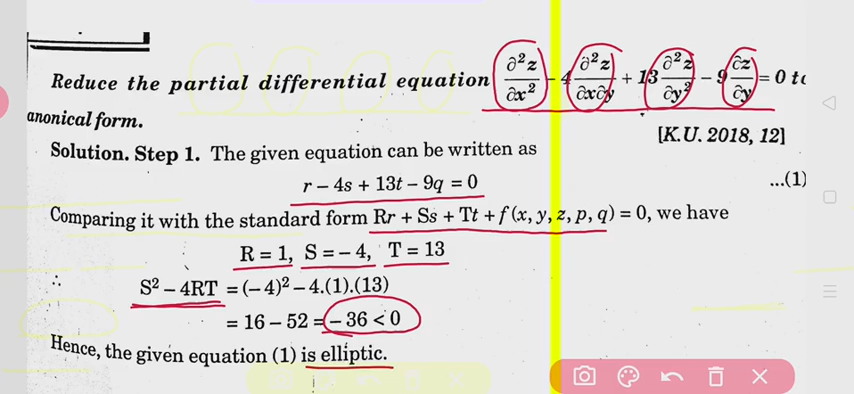 Reduce the partial differential equation ∂²z/∂x² - 4 ∂²z/∂x∂y + 13 ∂²z/∂y² - 9 ∂z/∂y = 0 to
anonical form.
[K.U. 2018, 12]
Solution. Step 1. The given equation can be written as
r – 4s + 13t – 9q = 0 ...(1)
Comparing it with the standard form Rr + Ss + Tt + f (x, y, z, p, q) = 0, we have
R = 1, S = – 4, T = 13
∴ S² – 4RT = (– 4)² – 4.(1).(13)
= 16 – 52 = – 36 < 0
Hence, the given equation (1) is elliptic.